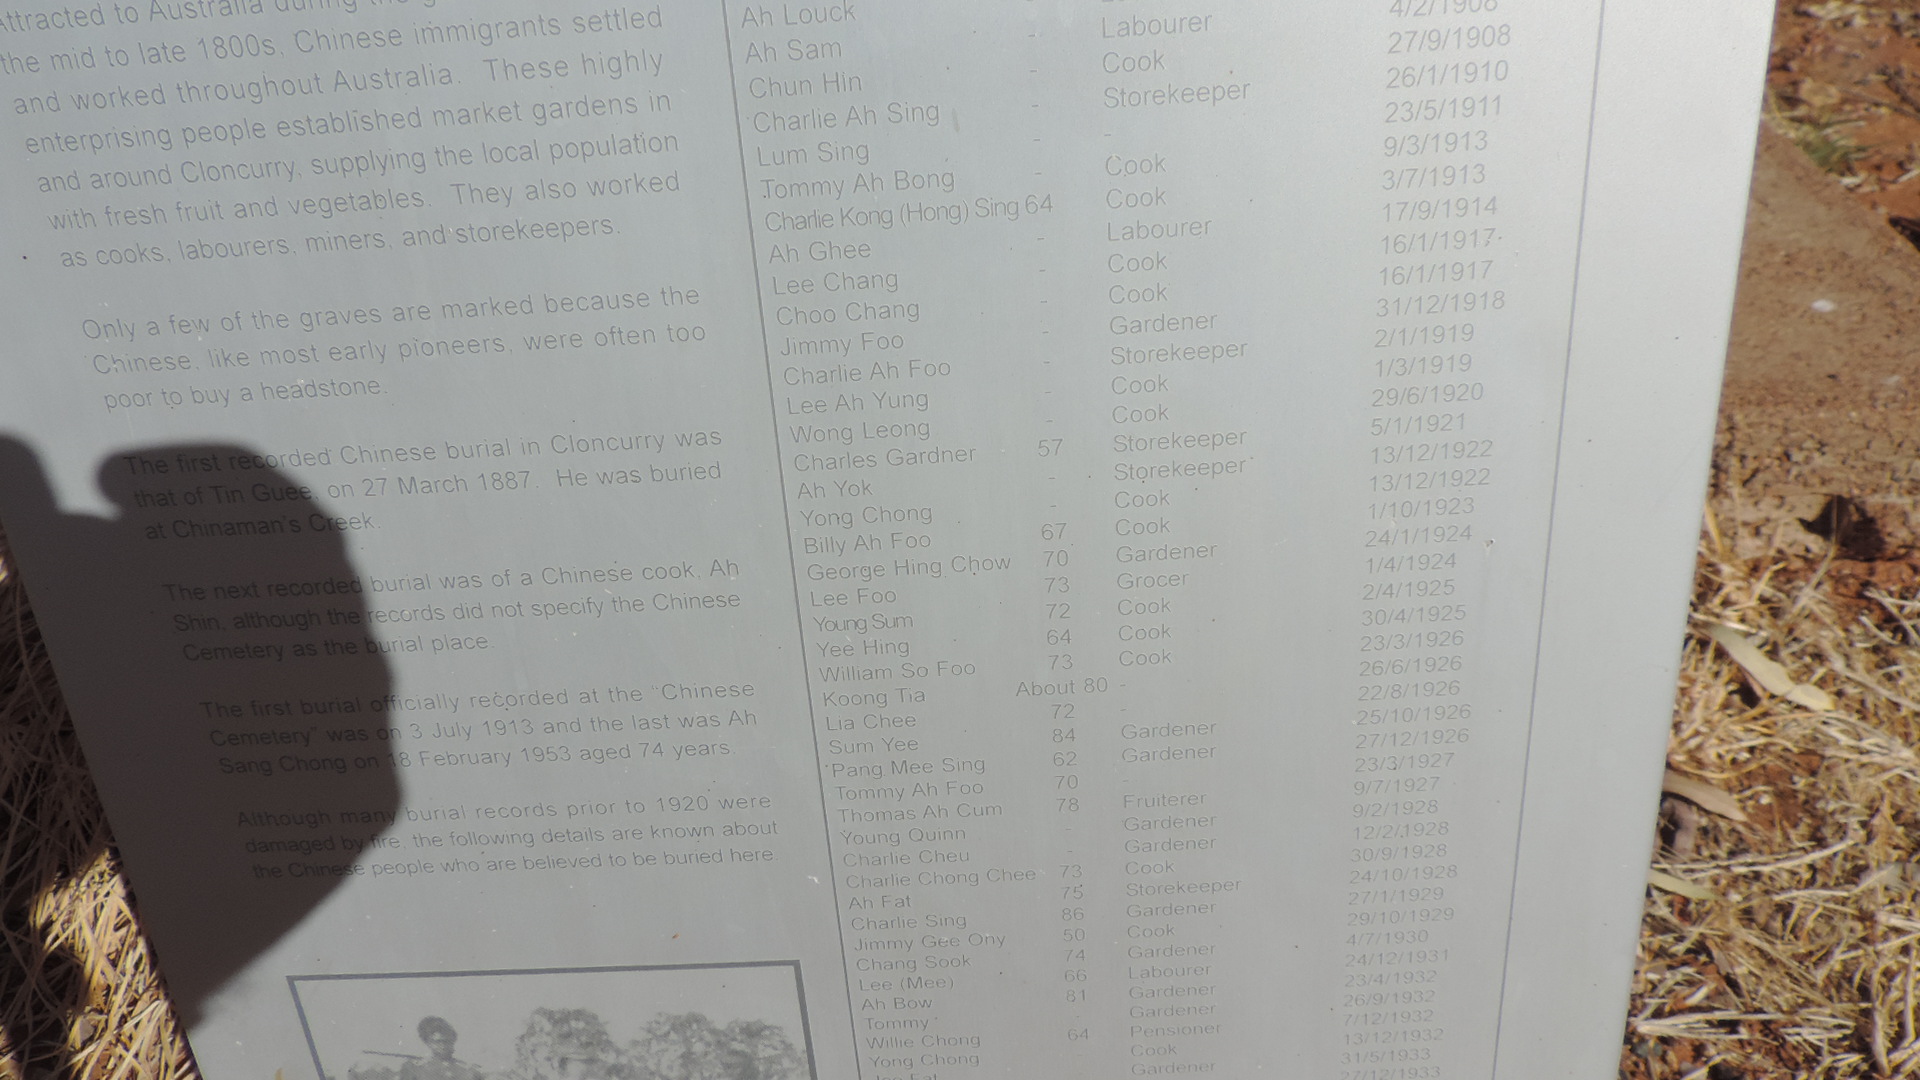 Attracted to Australia during the
the mid to late 1800s, Chinese immigrants settled
and worked throughout Australia. These highly
enterprising people established market gardens in
and around Cloncurry, supplying the local population
with fresh fruit and vegetables. They also worked
as cooks, labourers, miners, and storekeepers.
Only a few of the graves are marked because the
Chinese, like most early pioneers, were often too
poor to buy a headstone.
The first recorded Chinese burial in Cloncurry was
that of Tin Guee, on 27 March 1887. He was buried
at Chinaman's Creek.
The next recorded burial was of a Chinese cook, Ah
Shin, although the records did not specify the Chinese
Cemetery as the burial place.
The first burial officially recorded at the "Chinese
Cemetery" was on 3 July 1913 and the last was Ah
Sang Chong on 18 February 1953 aged 74 years.
Although many burial records prior to 1920 were
damaged by fire, the following details are known about
the Chinese people who are believed to be buried here.
Ah Louck -
Ah Sam - Labourer 4/2/1908
Chun Hin - Cook 27/9/1908
Charlie Ah Sing - Storekeeper 26/1/1910
Lum Sing - - 23/5/1911
Tommy Ah Bong - Cook 9/3/1913
Charlie Kong (Hong) Sing 64 Cook 3/7/1913
Ah Ghee - Labourer 17/9/1914
Lee Chang - Cook 16/1/1917
Choo Chang - Cook 16/1/1917
Jimmy Foo - Gardener 31/12/1918
Charlie Ah Foo - Storekeeper 2/1/1919
Lee Ah Yung - Cook 1/3/1919
Wong Leong - Cook 29/6/1920
Charles Gardner 57 Storekeeper 5/1/1921
Ah Yok - Storekeeper 13/12/1922
Yong Chong - Cook 13/12/1922
Billy Ah Foo 67 Cook 1/10/1923
George Hing Chow 70 Gardener 24/1/1924
Lee Foo 73 Grocer 1/4/1924
Young Sum 72 Cook 2/4/1925
Yee Hing 64 Cook 30/4/1925
William So Foo 73 Cook 23/3/1926
Koong Tia About 80 - 26/6/1926
Lia Chee 72 - 22/8/1926
Sum Yee 84 Gardener 25/10/1926
Pang Mee Sing 62 Gardener 27/12/1926
Tommy Ah Foo 70 - 23/3/1927
Thomas Ah Cum 78 Fruiterer 9/7/1927
Young Quinn - Gardener 9/2/1928
Charlie Cheu - Gardener 12/2/1928
Charlie Chong Chee 73 Cook 30/9/1928
Ah Fat 75 Storekeeper 24/10/1928
Charlie Sing 86 Gardener 27/1/1929
Jimmy Gee Ony 50 Cook 29/10/1929
Chang Sook 74 Gardener 4/7/1930
Lee (Mee) 66 Labourer 24/12/1931
Ah Bow 81 Gardener 23/4/1932
Tommy - Gardener 26/9/1932
Willie Chong 64 Pensioner 7/12/1932
Yong Chong Cook 13/12/1932
Fat Gardener 31/5/1933
27/12/1933